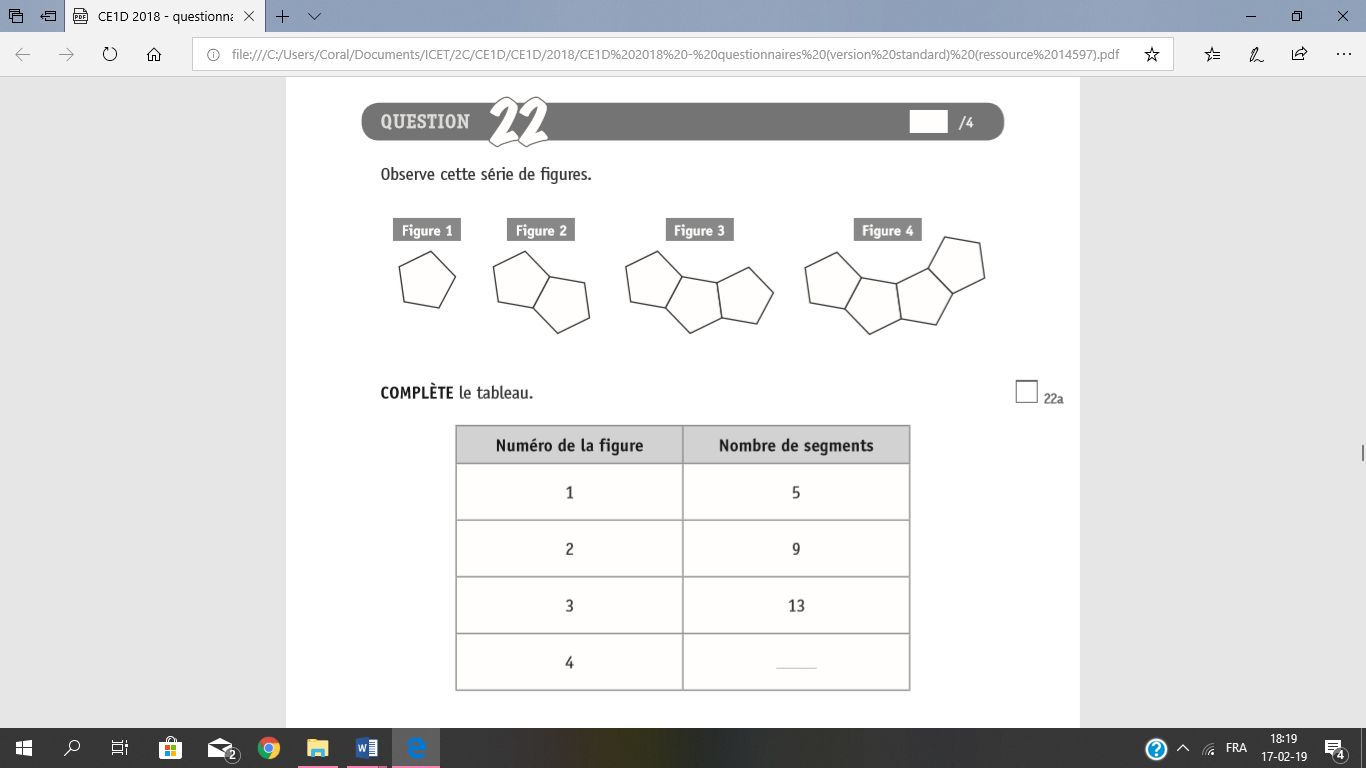 CE1D 2018 - questionna
file:///C:/Users/Coral/Documents/ICET/2C/CE1D/CE1D/2018/CE1D%202018%20-%20questionnaires%20(version%20standard)%20(ressource%2014597).pdf
QUESTION 22 /4
Observe cette série de figures.
Figure 1 Figure 2 Figure 3 Figure 4
COMPLÈTE le tableau.
22a
Numéro de la figure Nombre de segments
1 5
2 9
3 13
4 ____
2
FRA
18:19
17-02-19
4